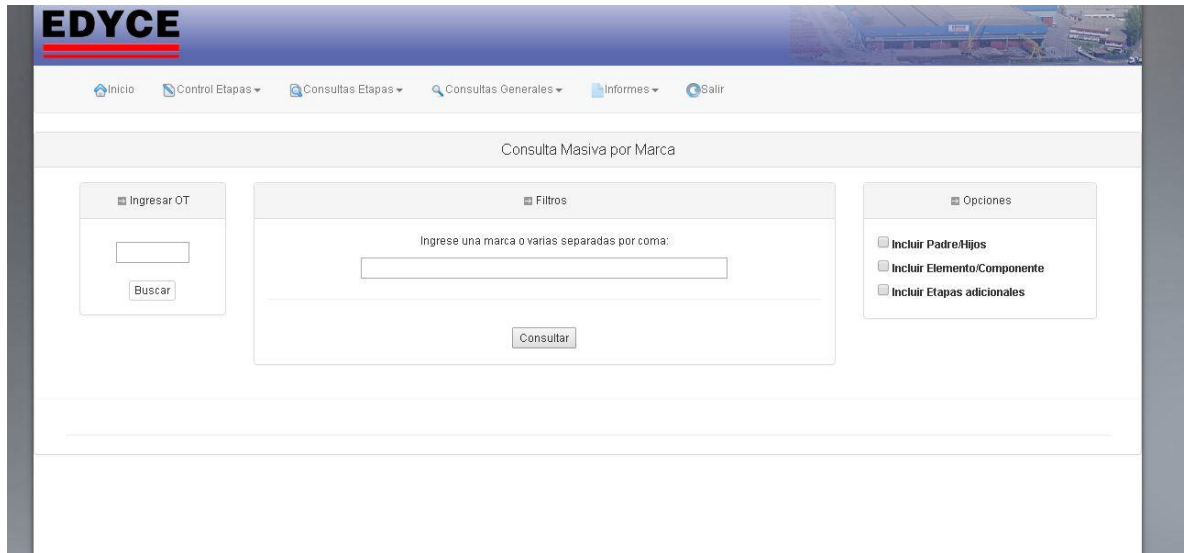 EDYCE
Inicio Control Etapas Consultas Etapas Consultas Generales Informes Salir
Consulta Masiva por Marca
Ingresar OT
Buscar
Filtros
Ingrese una marca o varias separadas por coma:
Consultar
Opciones
Incluir Padre/Hijos
Incluir Elemento/Componente
Incluir Etapas adicionales